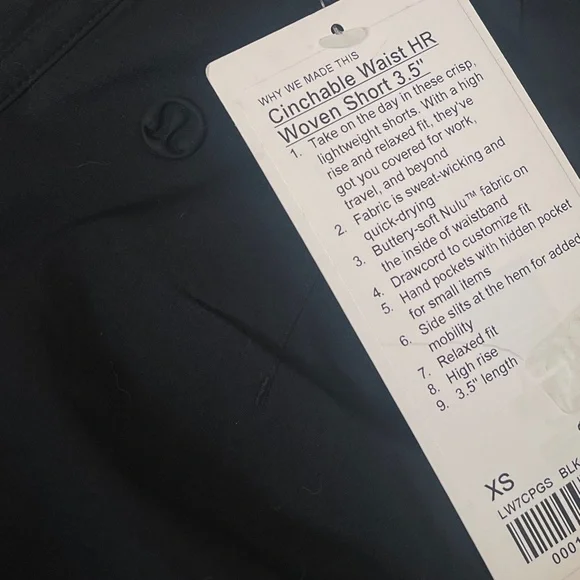 WHY WE MADE THIS
Cinchable Waist HR
Woven Short 3.5"
1. Take on the day in these crisp,
lightweight shorts. With a high
rise and relaxed fit, they've
got you covered for work,
travel, and beyond
2. Fabric is sweat-wicking and
quick-drying
3. Buttery-soft Nulu™ fabric on
the inside of waistband
4. Drawcord to customize fit
5. Hand pockets with hidden pocket
for small items
6. Side slits at the hem for added
mobility
7. Relaxed fit
8. High rise
9. 3.5" length
XS
LW7CPGS BLK
0001